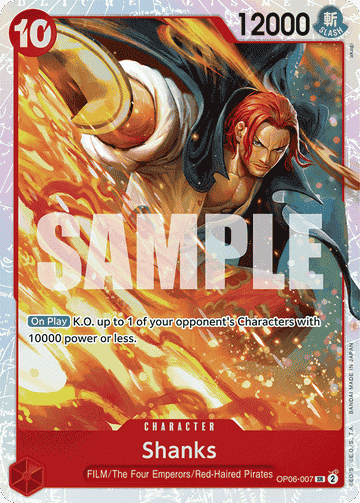 10
12000
斬
SLASH
SAMPLE
On Play K.O. up to 1 of your opponent's Characters with
10000 power or less.
CHARACTER
Shanks
FILM/The Four Emperors/Red-Haired Pirates
OP06-007 SR 2
BANDAI MADE IN JAPAN